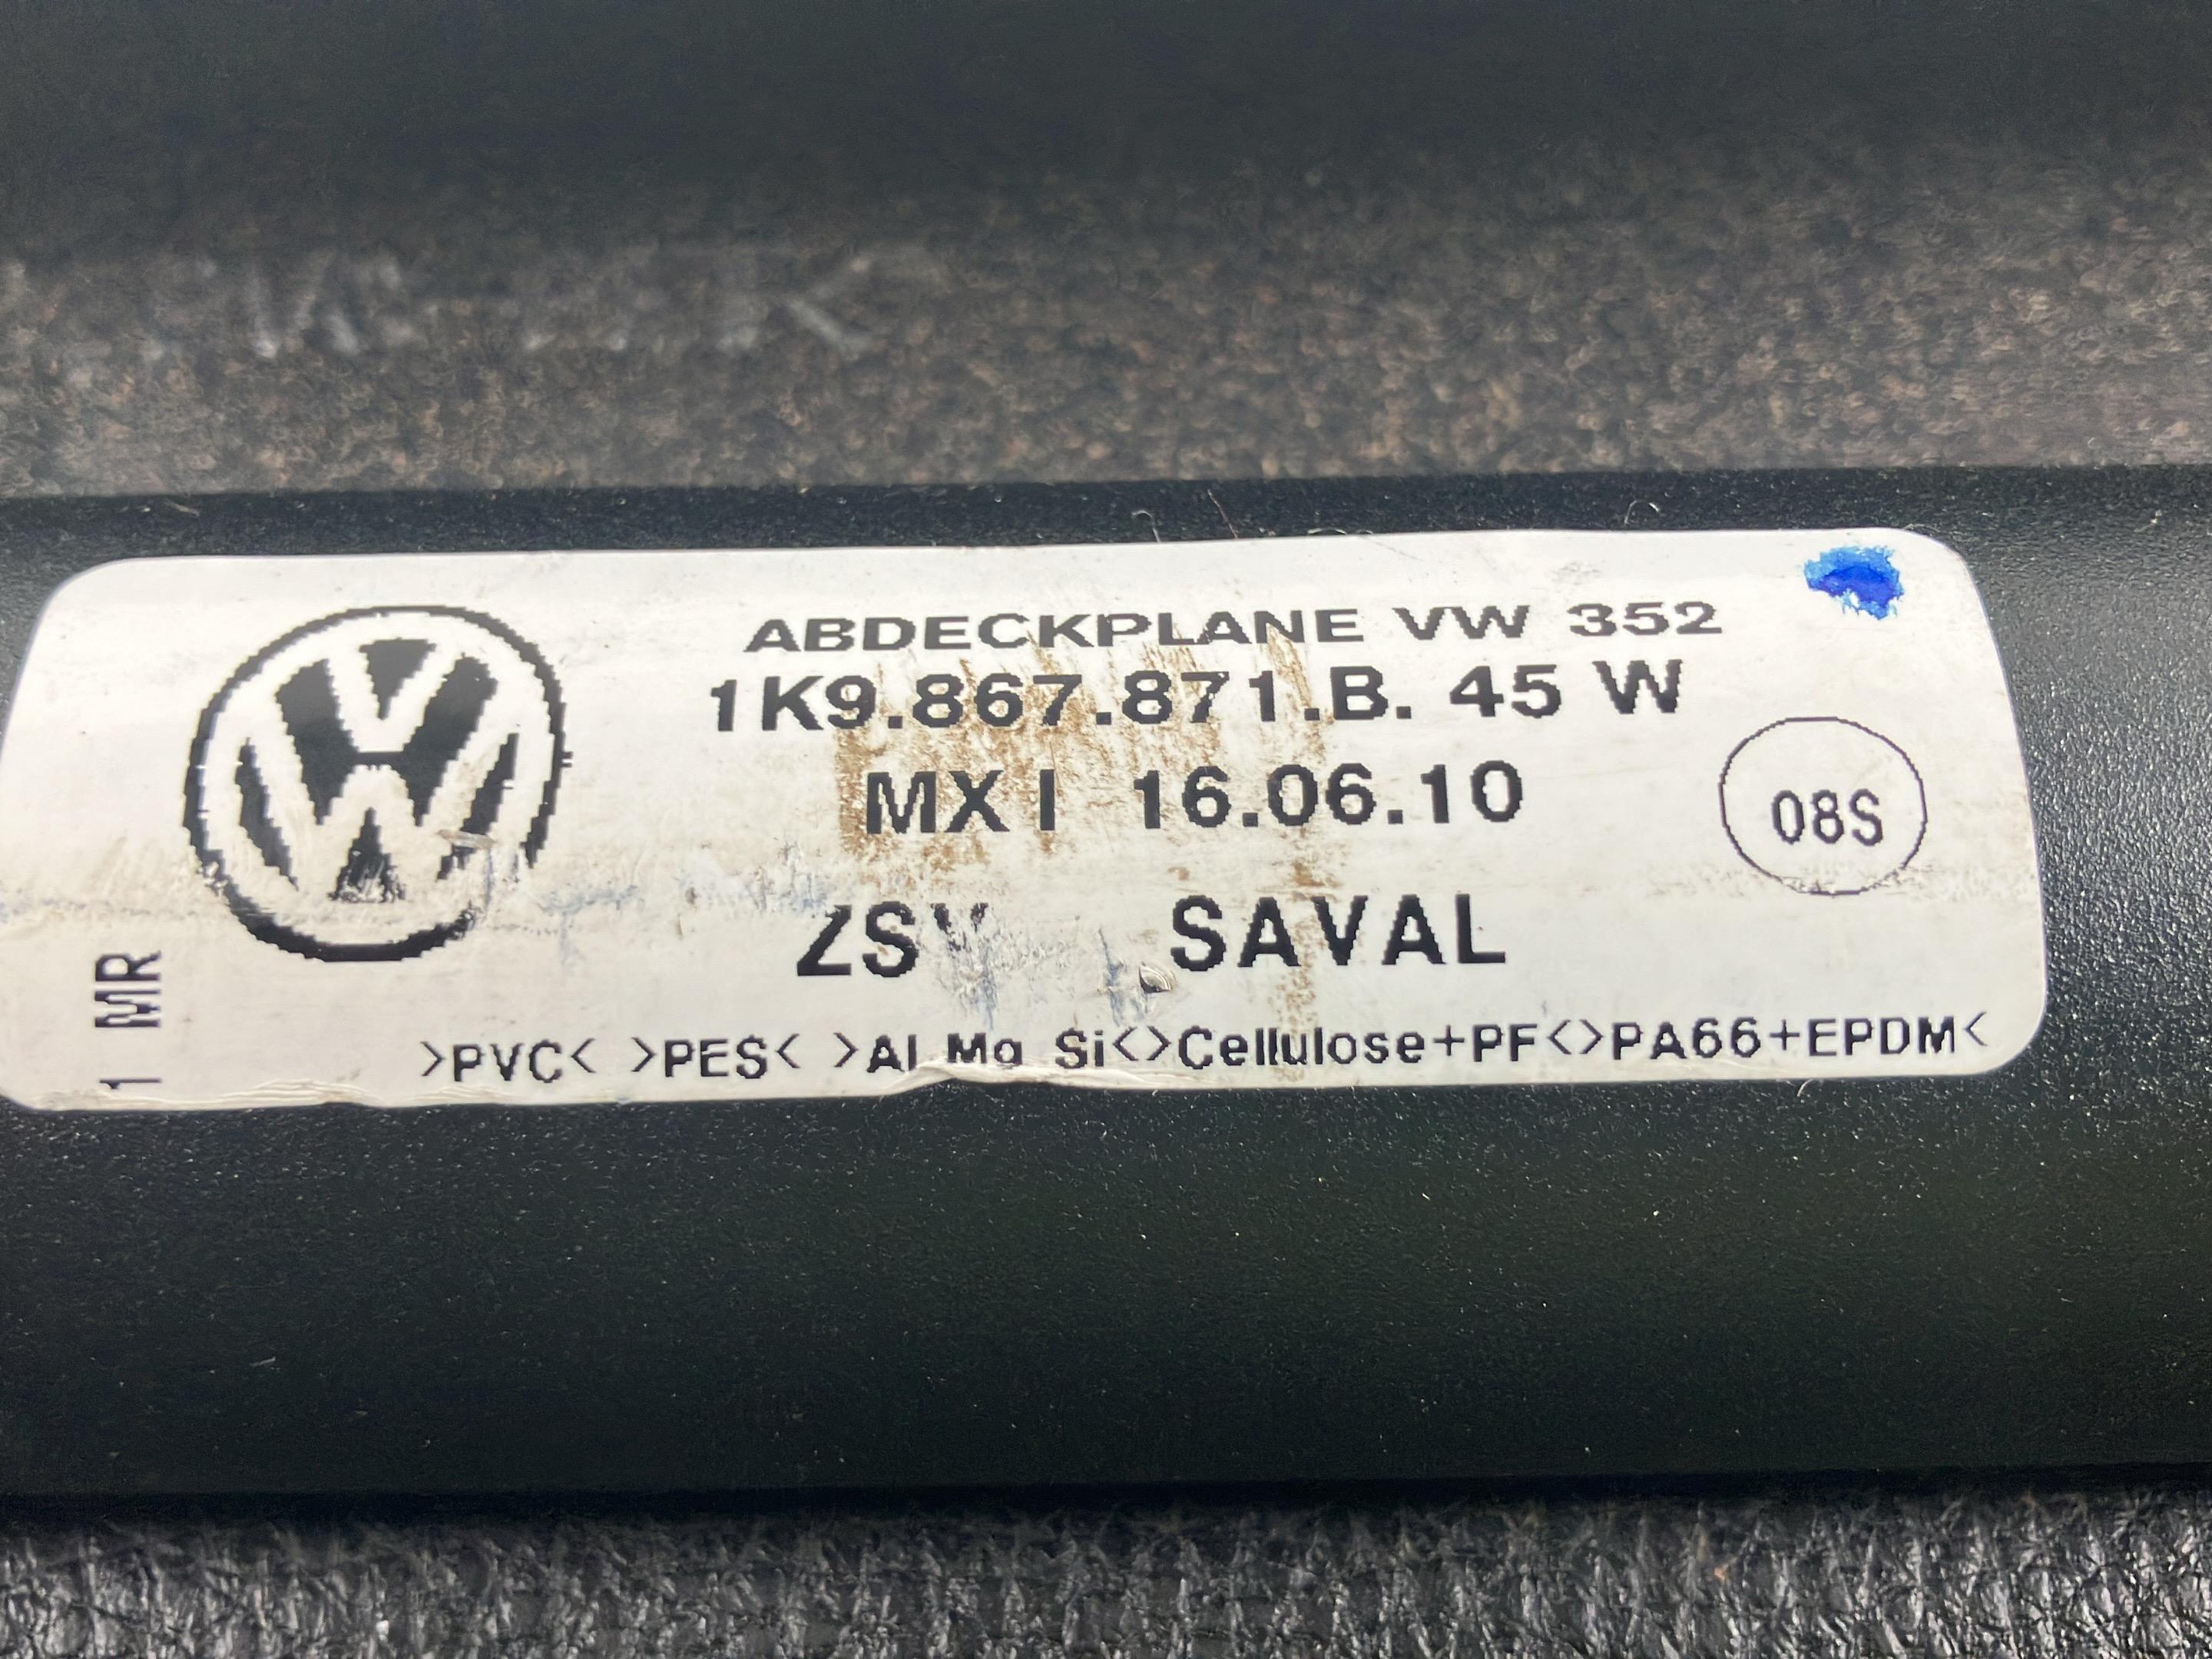 ABDECKPLANE VW 352
1K9.867.871.B. 45 W
MX I 16.06.10
08S
SAVAL
1 MR
>PVC< >PES< >Al Mg Si<>Cellulose+PF<>PA66+EPDM<